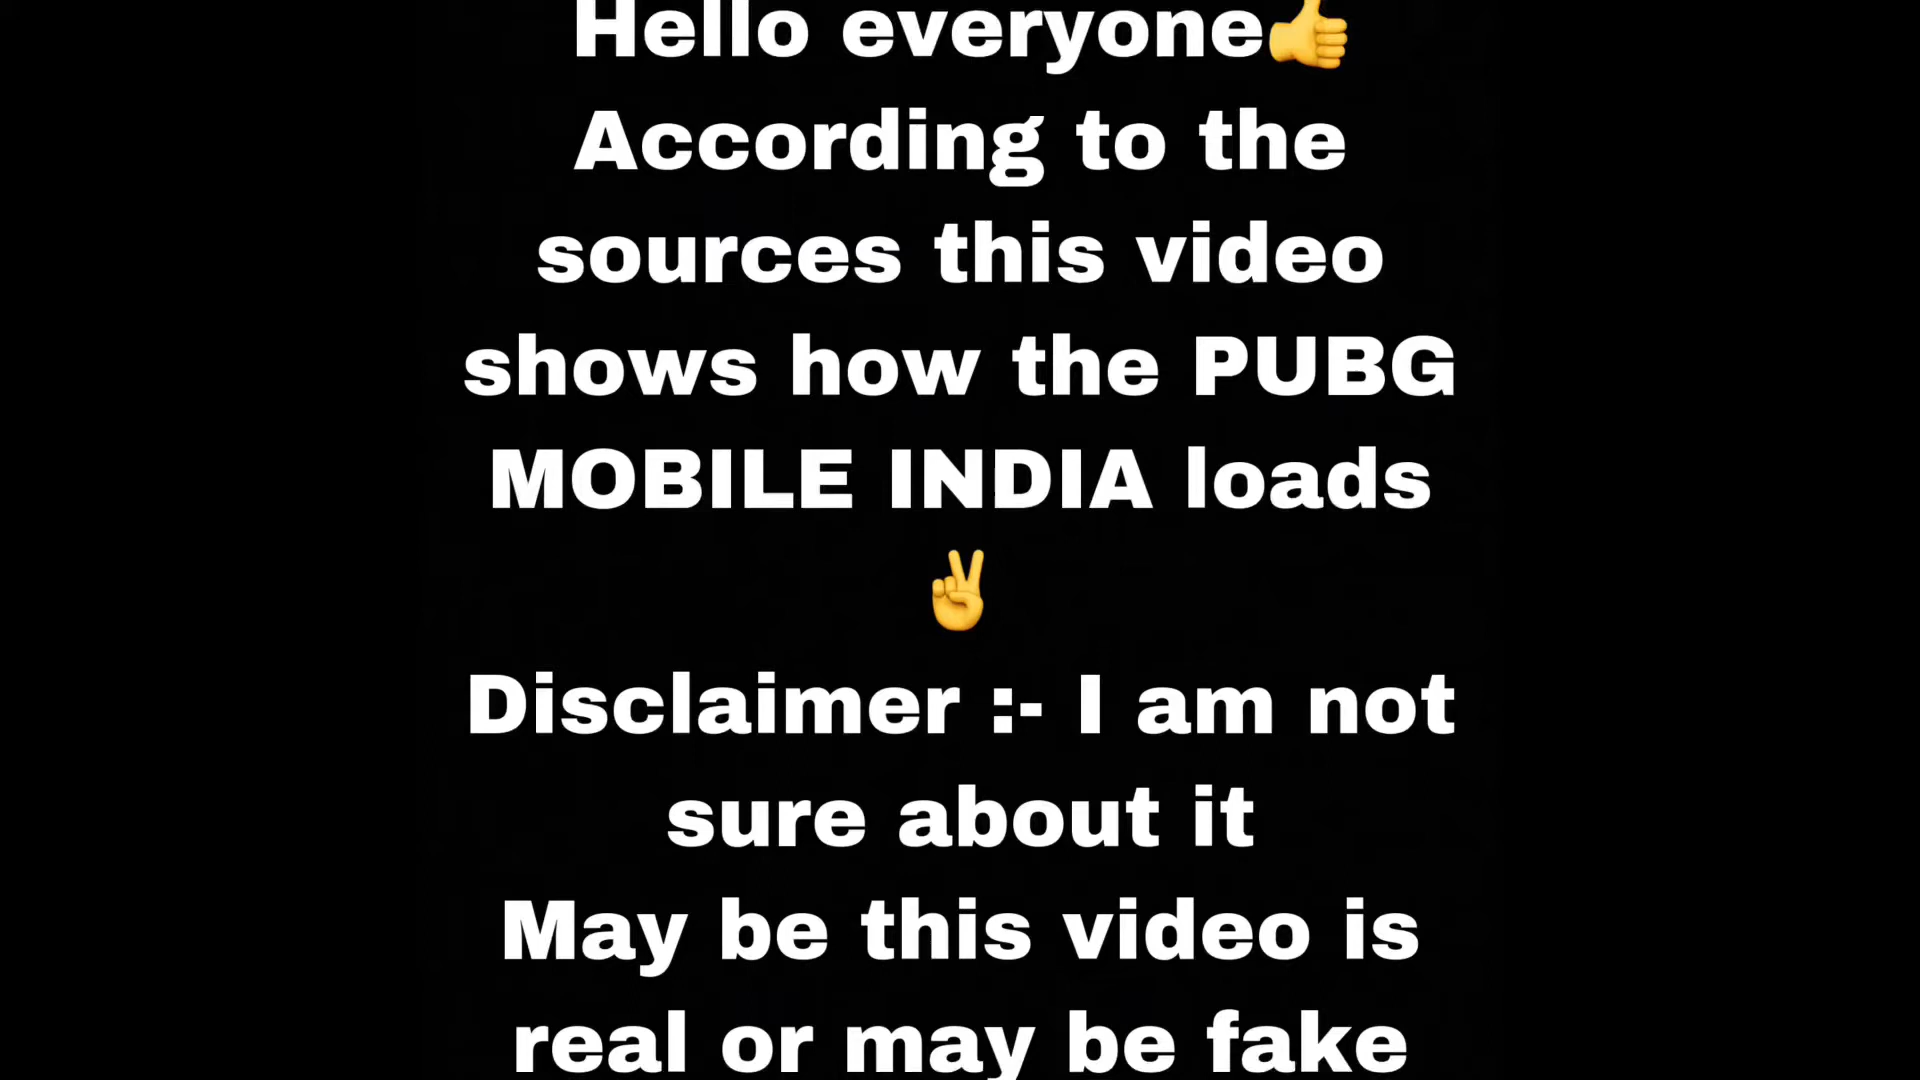 Hello everyone👍
According to the
sources this video
shows how the PUBG
MOBILE INDIA loads
✌️
Disclaimer :- I am not
sure about it
May be this video is
real or may be fake